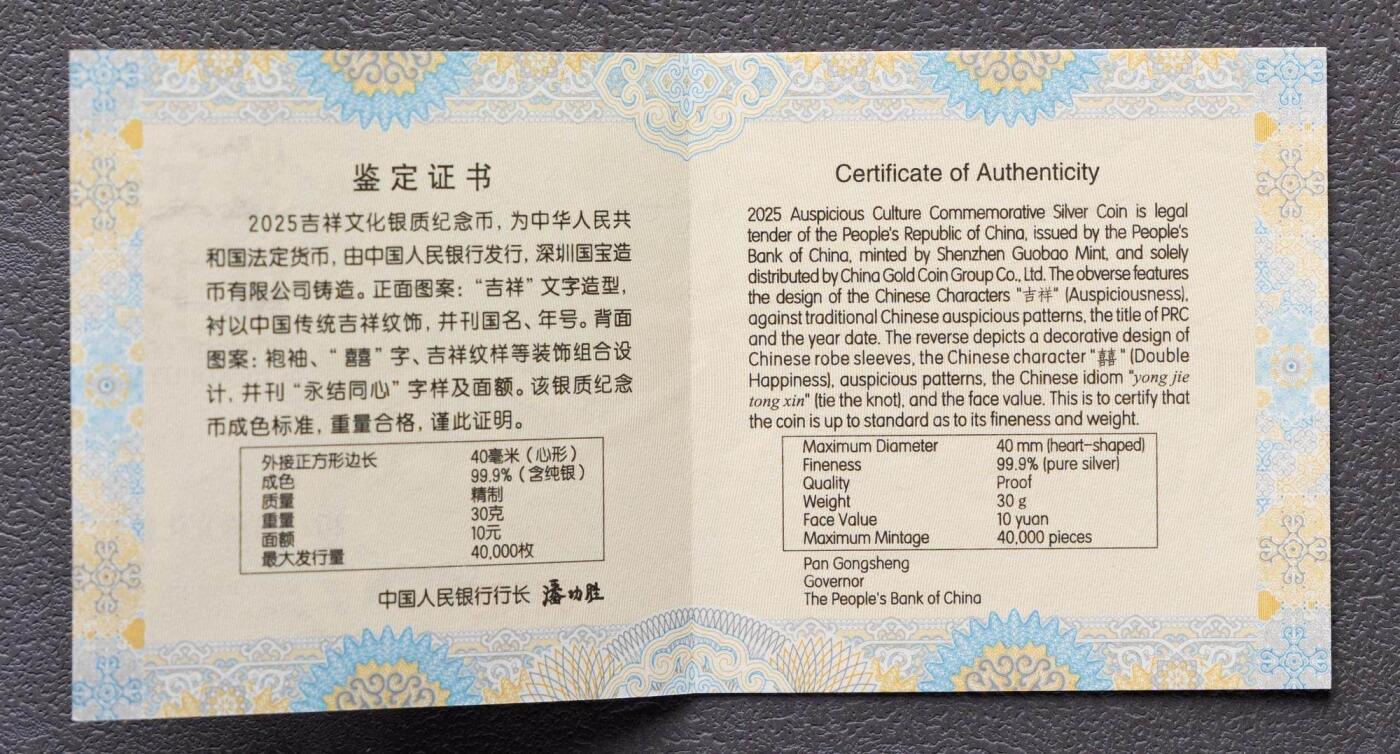 鉴定证书
2025吉祥文化银质纪念币，为中华人民共
和国法定货币，由中国人民银行发行，深圳国宝造
币有限公司铸造。正面图案：“吉祥”文字造型，
衬以中国传统吉祥纹饰，并刊国名、年号。背面
图案：袍袖、“囍”字、吉祥纹样等装饰组合设
计，并刊“永结同心”字样及面额。该银质纪念
币成色标准，重量合格，谨此证明。
外接正方形边长 40毫米（心形）
成色 99.9%（含纯银）
质量 精制
重量 30克
面额 10元
最大发行量 40,000枚
中国人民银行行长 潘功胜
Certificate of Authenticity
2025 Auspicious Culture Commemorative Silver Coin is legal
tender of the People's Republic of China, issued by the People's
Bank of China, minted by Shenzhen Guobao Mint, and solely
distributed by China Gold Coin Group Co., Ltd. The obverse features
the design of the Chinese Characters "吉祥" (Auspiciousness),
against traditional Chinese auspicious patterns, the title of PRC
and the year date. The reverse depicts a decorative design of
Chinese robe sleeves, the Chinese character "囍" (Double
Happiness), auspicious patterns, the Chinese idiom "yong jie
tong xin" (tie the knot), and the face value. This is to certify that
the coin is up to standard as to its fineness and weight.
Maximum Diameter 40 mm (heart-shaped)
Fineness 99.9% (pure silver)
Quality Proof
Weight 30 g
Face Value 10 yuan
Maximum Mintage 40,000 pieces
Pan Gongsheng
Governor
The People's Bank of China